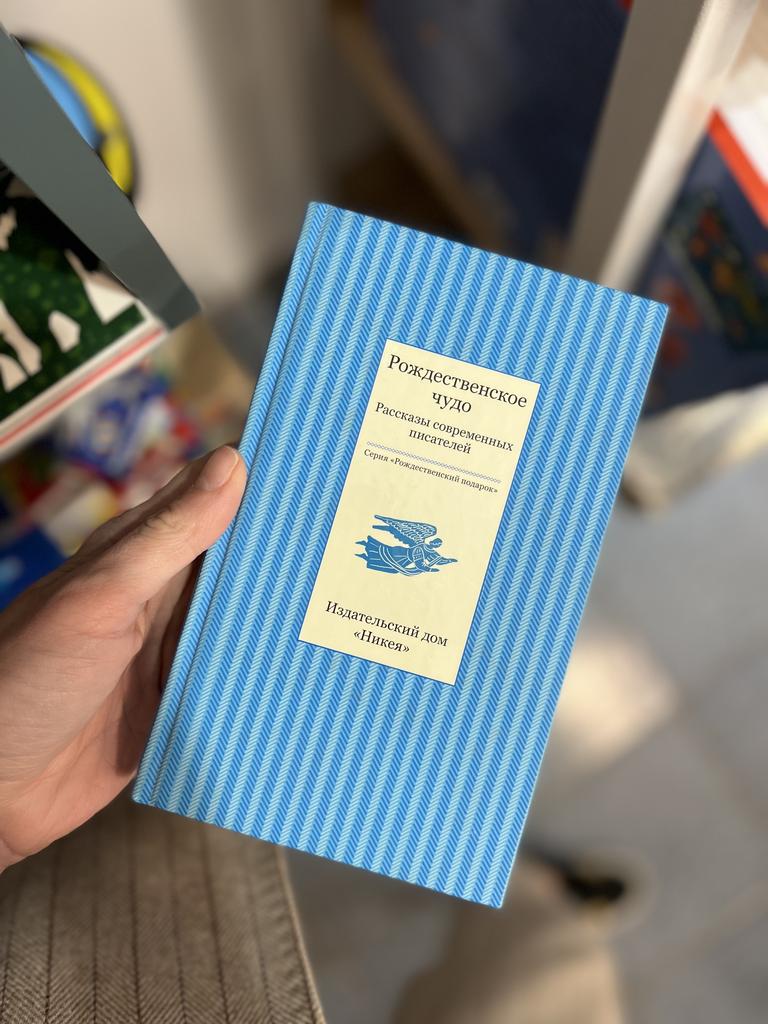 Рождественское
чудо
Рассказы современных
писателей
Серия «Рождественский подарок»
Издательский дом
«Никея»